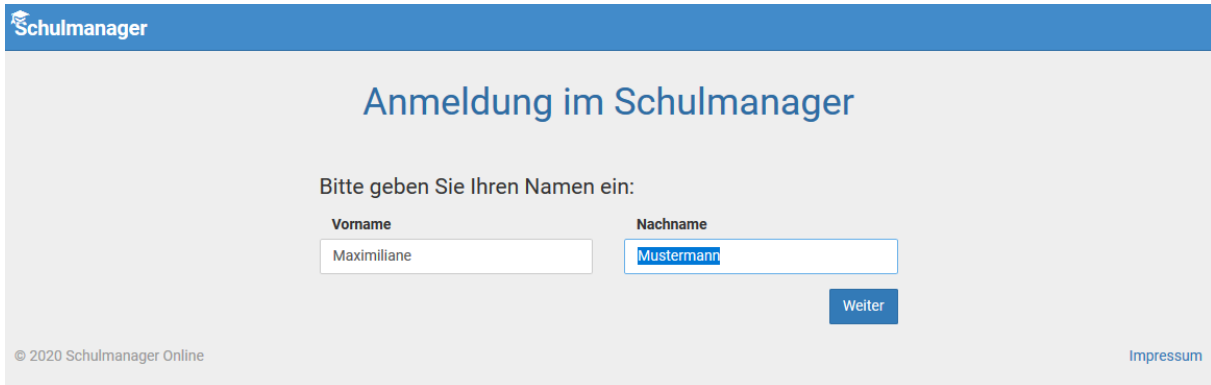 Schulmanager
Anmeldung im Schulmanager
Bitte geben Sie Ihren Namen ein:
Vorname Nachname
Maximiliane Mustermann
Weiter
© 2020 Schulmanager Online Impressum